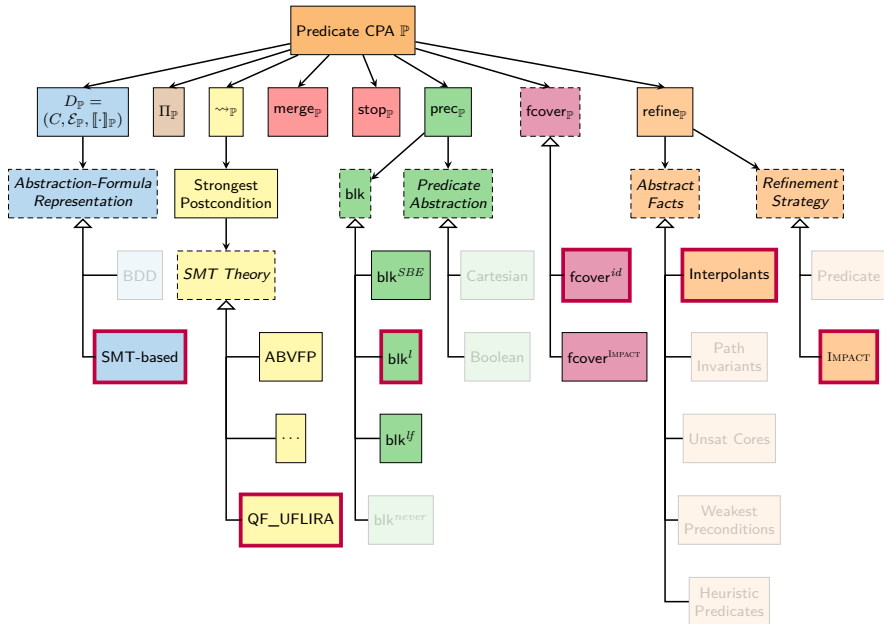 Predicate CPA ℙ
D_ℙ =
(C, ℰ_ℙ, ⟦·⟧_ℙ)
Π_ℙ
⇝_ℙ
merge_ℙ
stop_ℙ
prec_ℙ
fcover_ℙ
refine_ℙ
Abstraction-Formula
Representation
Strongest
Postcondition
blk
Predicate
Abstraction
Abstract
Facts
Refinement
Strategy
BDD
SMT Theory
blk^SBE
Cartesian
fcover^id
Interpolants
Predicate
SMT-based
ABVFP
blk^l
Boolean
fcover^IMPACT
Path
Invariants
IMPACT
...
blk^lf
Unsat Cores
QF_UFLIRA
blk^never
Weakest
Preconditions
Heuristic
Predicates